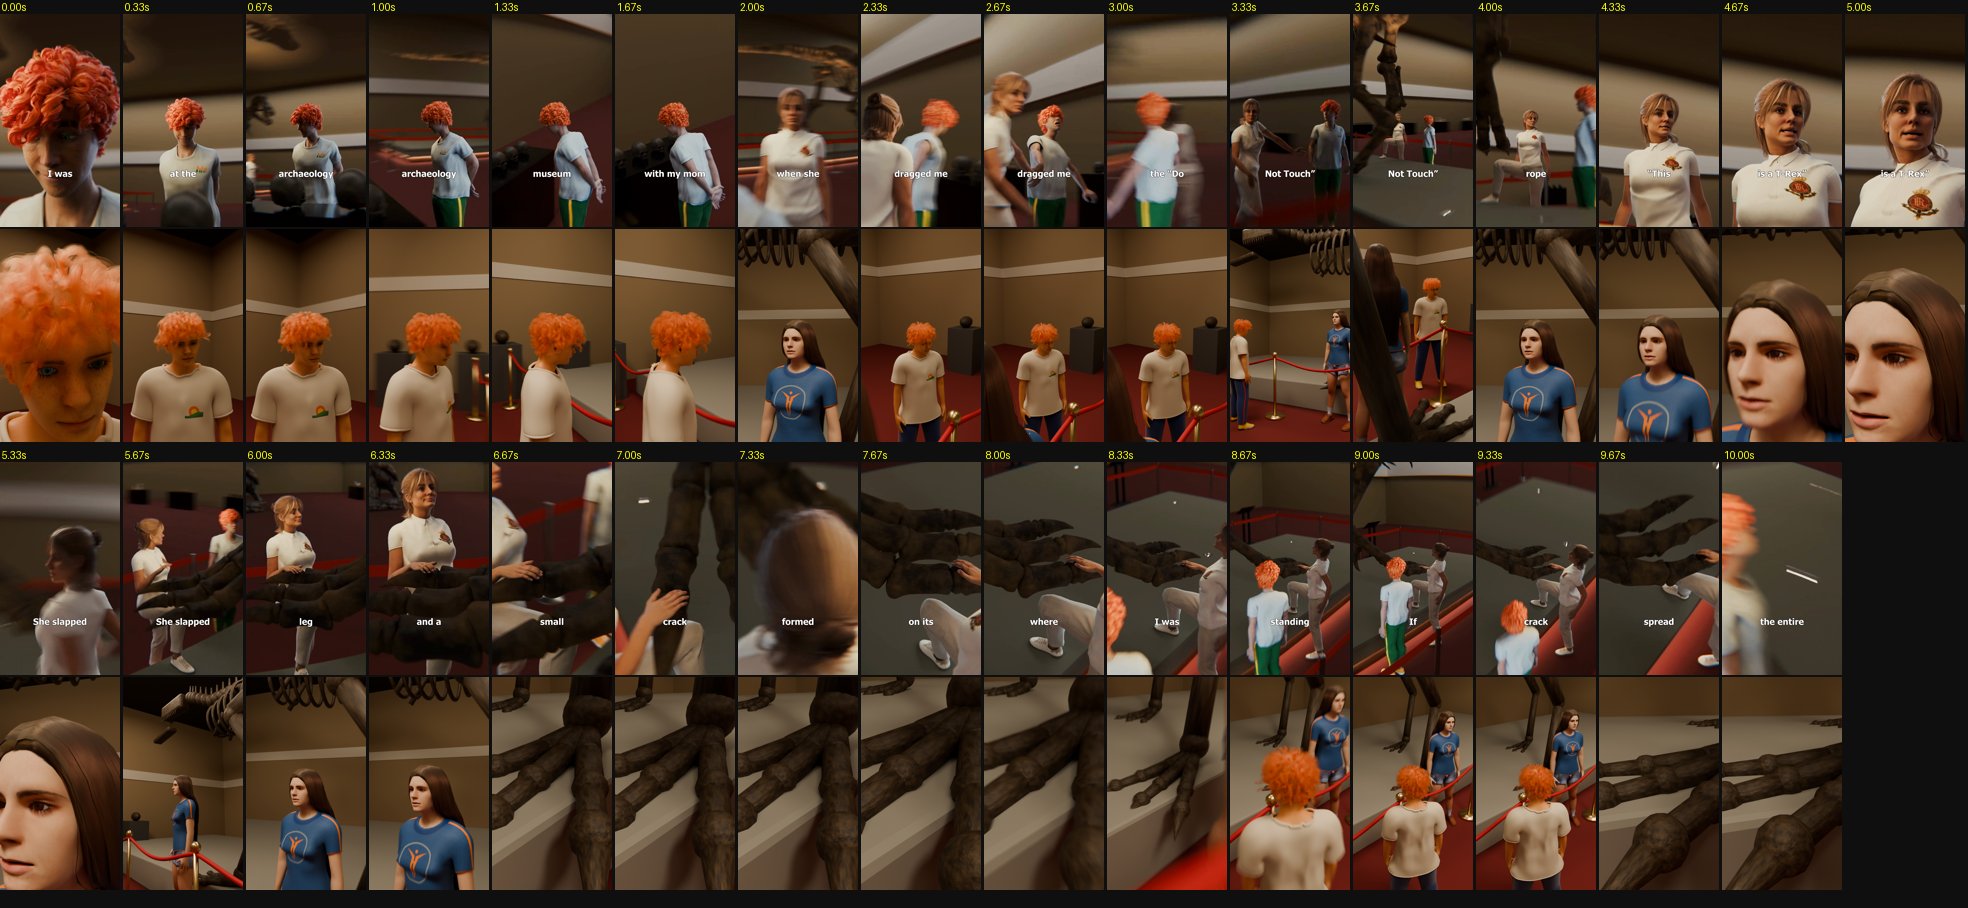 0.00s 0.33s 0.67s 1.00s 1.33s 1.67s 2.00s 2.33s 2.67s 3.00s 3.33s 3.67s 4.00s 4.33s 4.67s 5.00s
I was at the archaeology archaeology museum with my mom when she dragged me dragged me the "Do Not Touch" Not Touch" rope "This is a T-Rex" is a T-Rex"
5.33s 5.67s 6.00s 6.33s 6.67s 7.00s 7.33s 7.67s 8.00s 8.33s 8.67s 9.00s 9.33s 9.67s 10.00s
She slapped She slapped leg and a small crack formed on its where I was standing If crack spread the entire